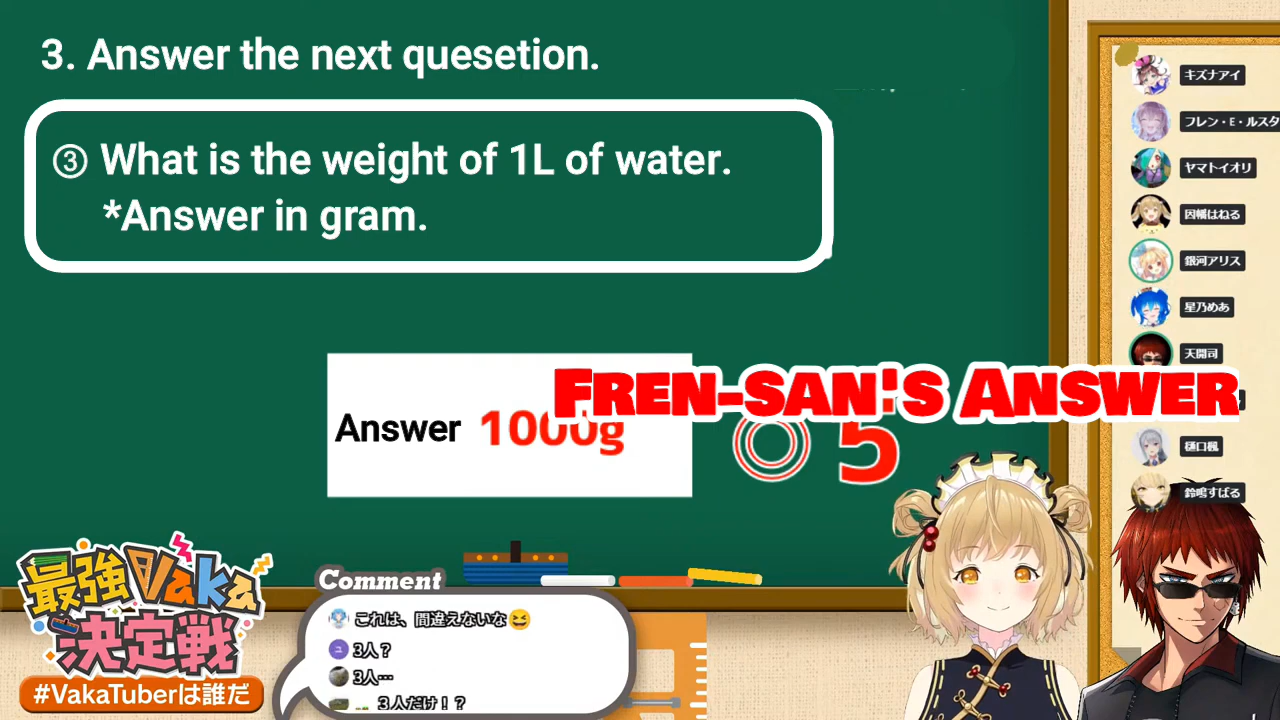 3. Answer the next quesetion.
③ What is the weight of 1L of water.
*Answer in gram.
Answer 1000g
FREN-SAN'S ANSWER
5
キズナアイ
フレン・E・ルスタ
ヤマトイオリ
因幡はねる
銀河アリス
星乃めあ
天開司
樋口楓
鈴鳴すばる
最強Vaka
決定戦
#VakaTuberは誰だ
Comment
これは、間違えないな😆
ユ 3人？
3人…
3人だけ！？